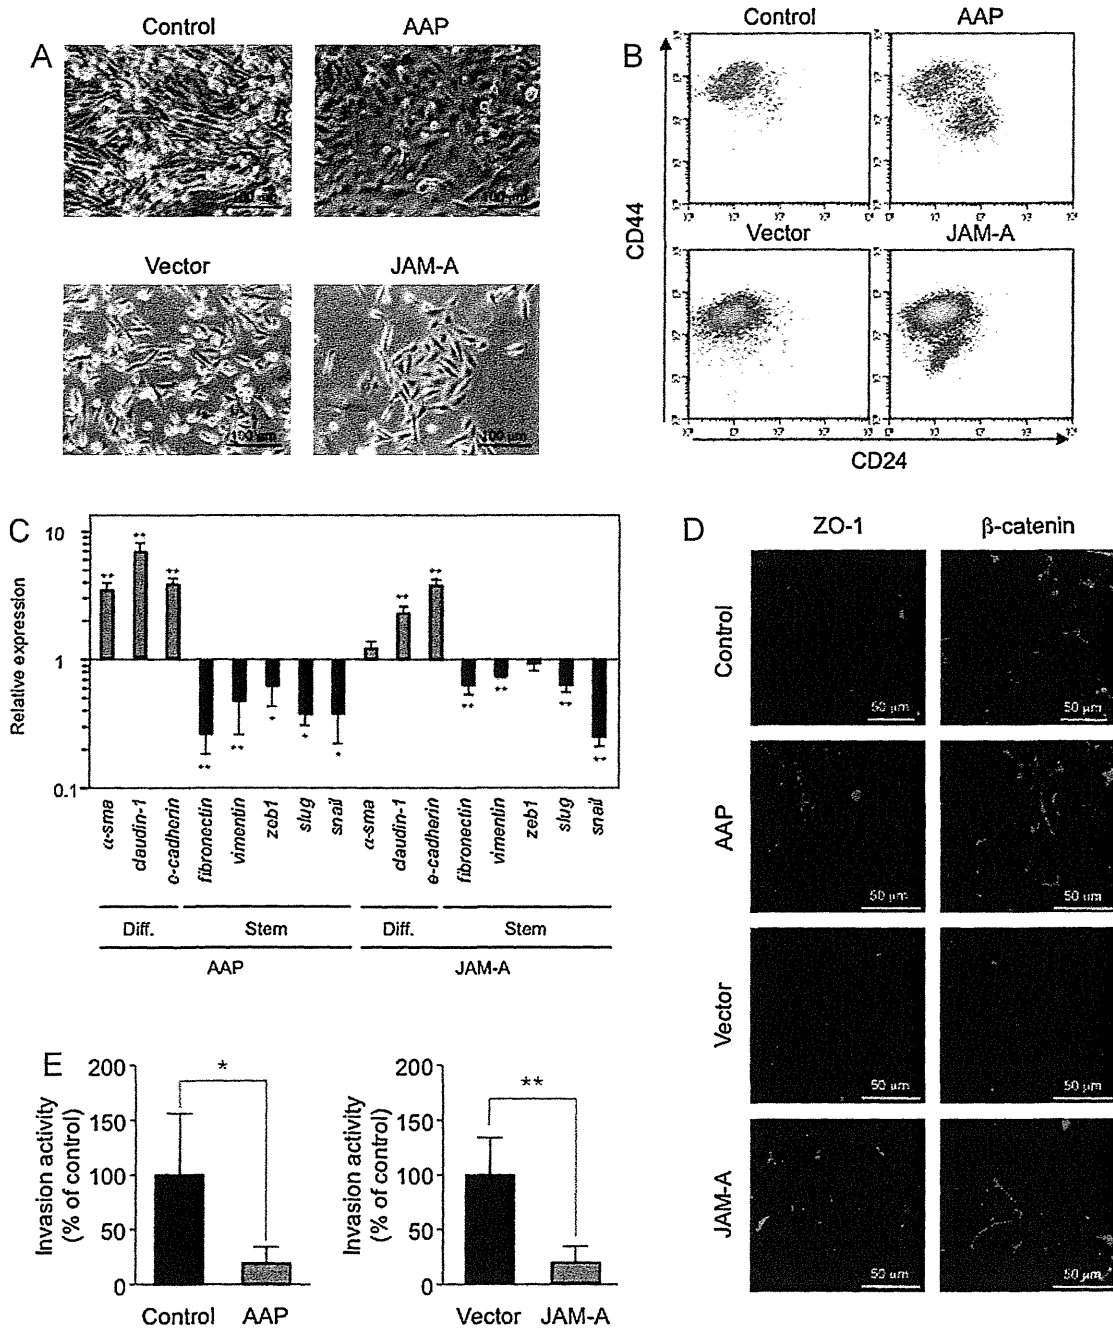 A
Control
AAP
100 µm
100 µm
Vector
JAM-A
100 µm
100 µm
B
Control
AAP
Vector
JAM-A
CD44
CD24
C
Relative expression
10
1
0.1
**
**
**
**
**
*
*
*
**
**
**
**
**
**
α-sma
claudin-1
e-cadherin
fibronectin
vimentin
zeb1
slug
snail
α-sma
claudin-1
e-cadherin
fibronectin
vimentin
zeb1
slug
snail
Diff.
Stem
Diff.
Stem
AAP
JAM-A
D
ZO-1
β-catenin
Control
50 µm
50 µm
AAP
50 µm
50 µm
Vector
50 µm
50 µm
JAM-A
50 µm
50 µm
E
Invasion activity
(% of control)
200
150
100
50
0
*
Control
AAP
Invasion activity
(% of control)
200
150
100
50
0
**
Vector
JAM-A